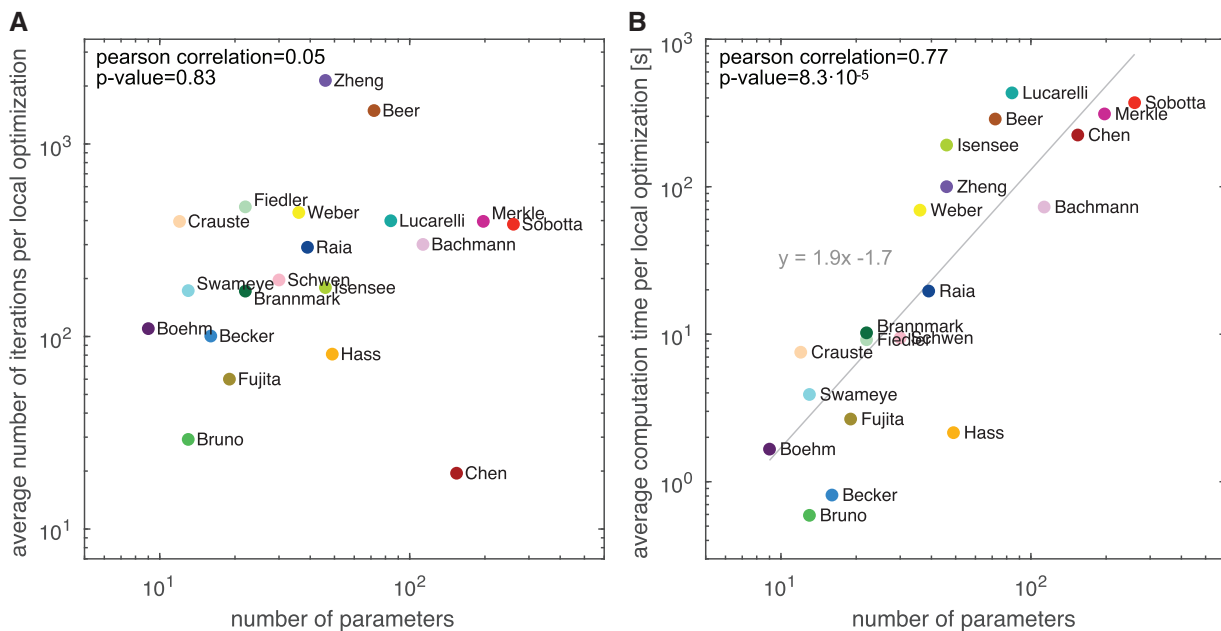 A
pearson correlation=0.05
p-value=0.83
average number of iterations per local optimization
10³
10²
10¹
Zheng
Beer
Fiedler
Crauste
Weber
Lucarelli
Merkle
Sobotta
Bachmann
Raia
Schwen
Swameye
Isensee
Brannmark
Boehm
Becker
Hass
Fujita
Bruno
Chen
10¹
10²
number of parameters
B
pearson correlation=0.77
p-value=8.3·10⁻⁵
average computation time per local optimization [s]
10³
10²
10¹
10⁰
Lucarelli
Sobotta
Merkle
Beer
Chen
Isensee
Zheng
Weber
Bachmann
y = 1.9x -1.7
Raia
Brannmark
Fiedler
Schwen
Crauste
Swameye
Fujita
Hass
Boehm
Becker
Bruno
10¹
10²
number of parameters